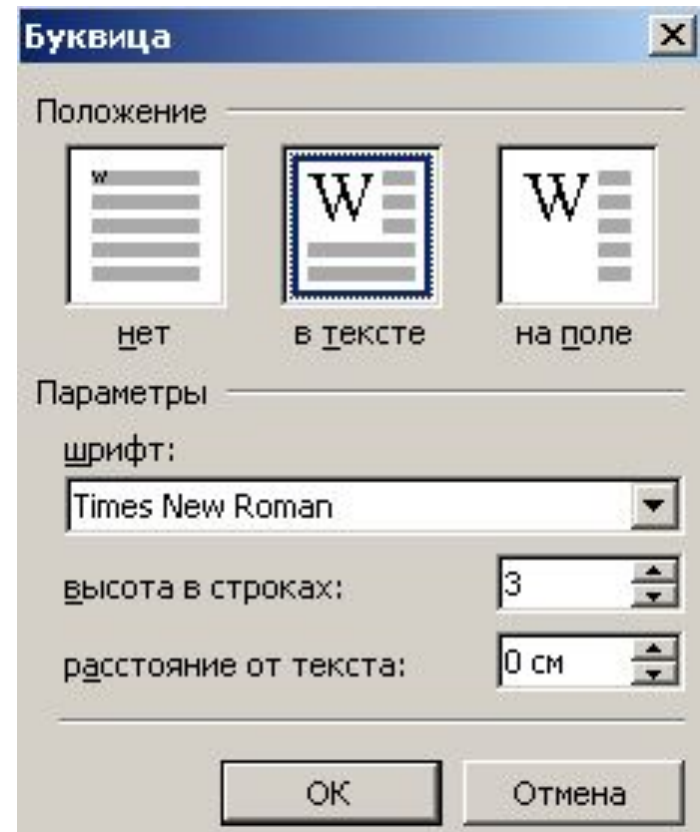 Буквица
Положение
W
W
W
нет
в тексте
на поле
Параметры
шрифт:
Times New Roman
высота в строках:
3
расстояние от текста:
0 см
ОК
Отмена